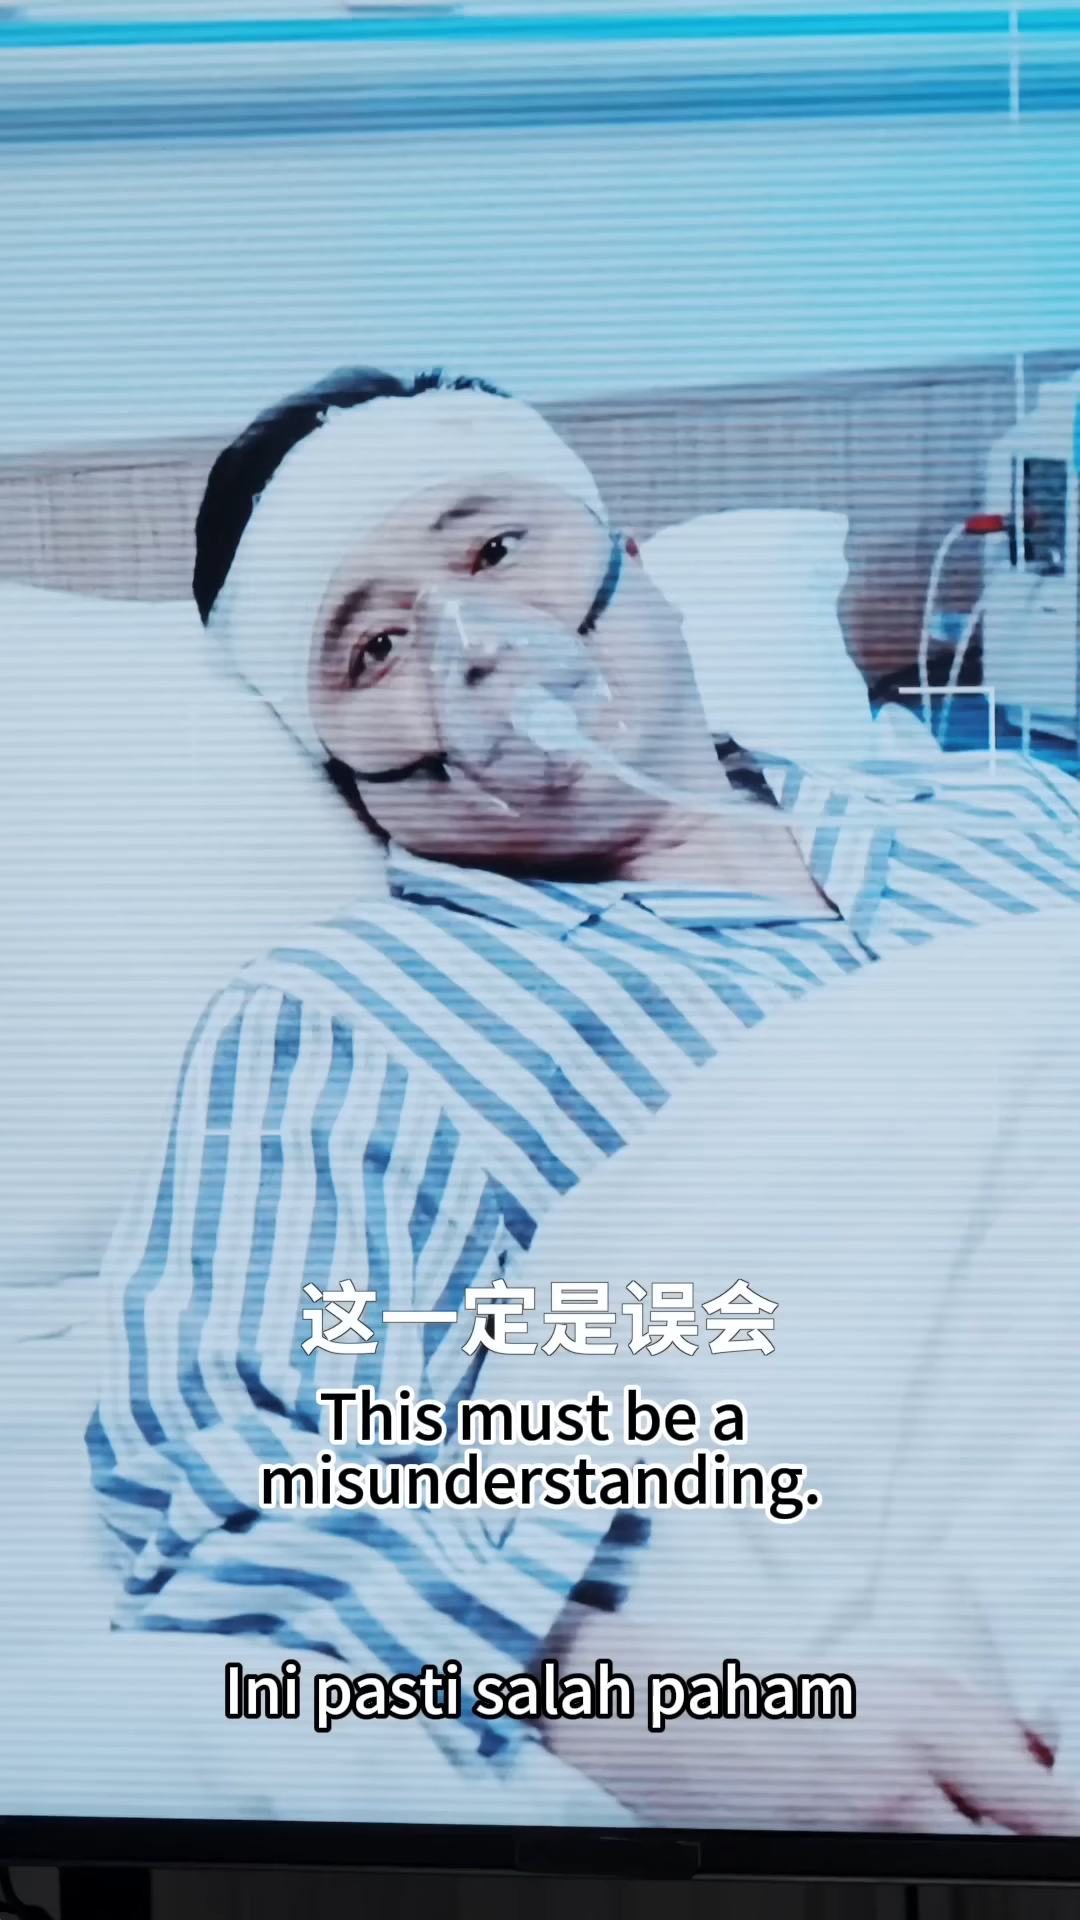 这一定是误会
This must be a
misunderstanding.
Ini pasti salah paham